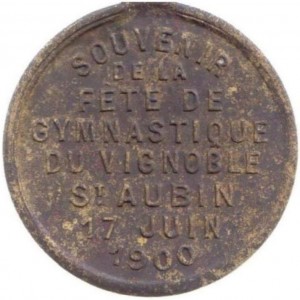 SOUVENIR
DE LA
FETE DE
GYMNASTIQUE
DU VIGNOBLE
ST AUBIN
17 JUIN
1900